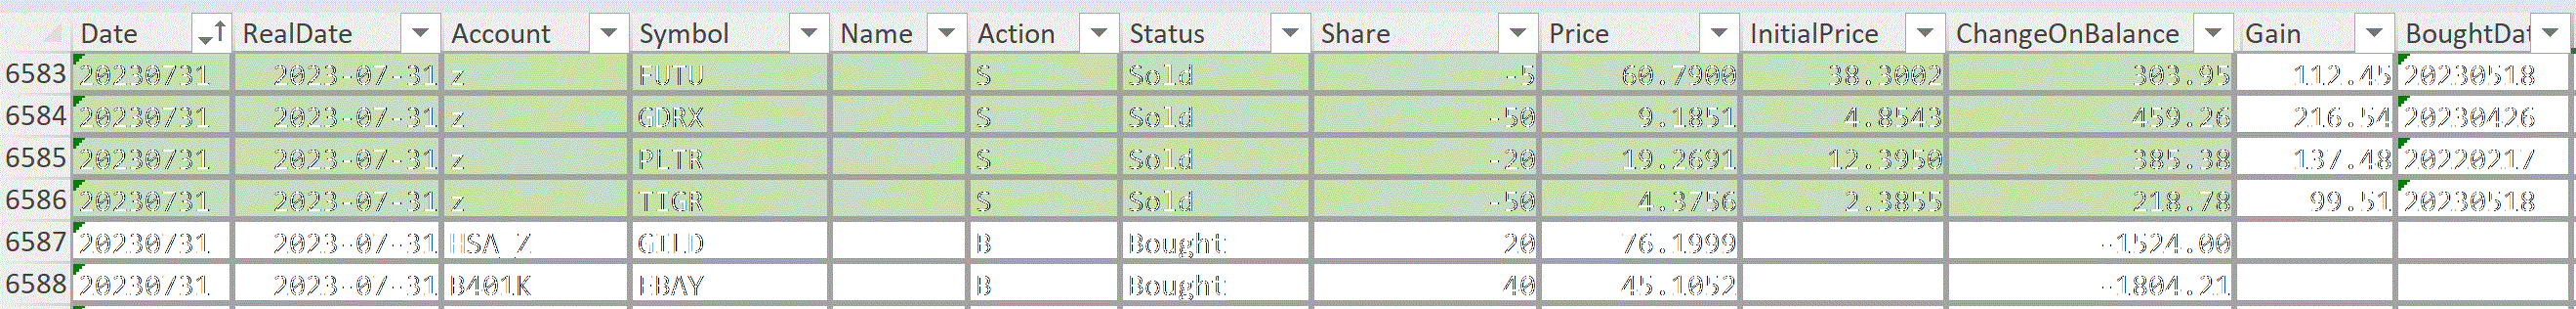 Date RealDate Account Symbol Name Action Status Share Price InitialPrice ChangeOnBalance Gain BoughtDat
6583 20230731 2023-07-31 z FUTU S Sold -5 60.7900 38.3002 303.95 112.45 20230518
6584 20230731 2023-07-31 z GDRX S Sold -50 9.1851 4.8543 459.26 216.54 20230426
6585 20230731 2023-07-31 z PLTR S Sold -20 19.2691 12.3950 385.38 137.48 20220217
6586 20230731 2023-07-31 z TIGR S Sold -50 4.3756 2.3855 218.78 99.51 20230518
6587 20230731 2023-07-31 HSA_Z GILD B Bought 20 76.1999 -1524.00
6588 20230731 2023-07-31 B401K EBAY B Bought 40 45.1052 -1804.21